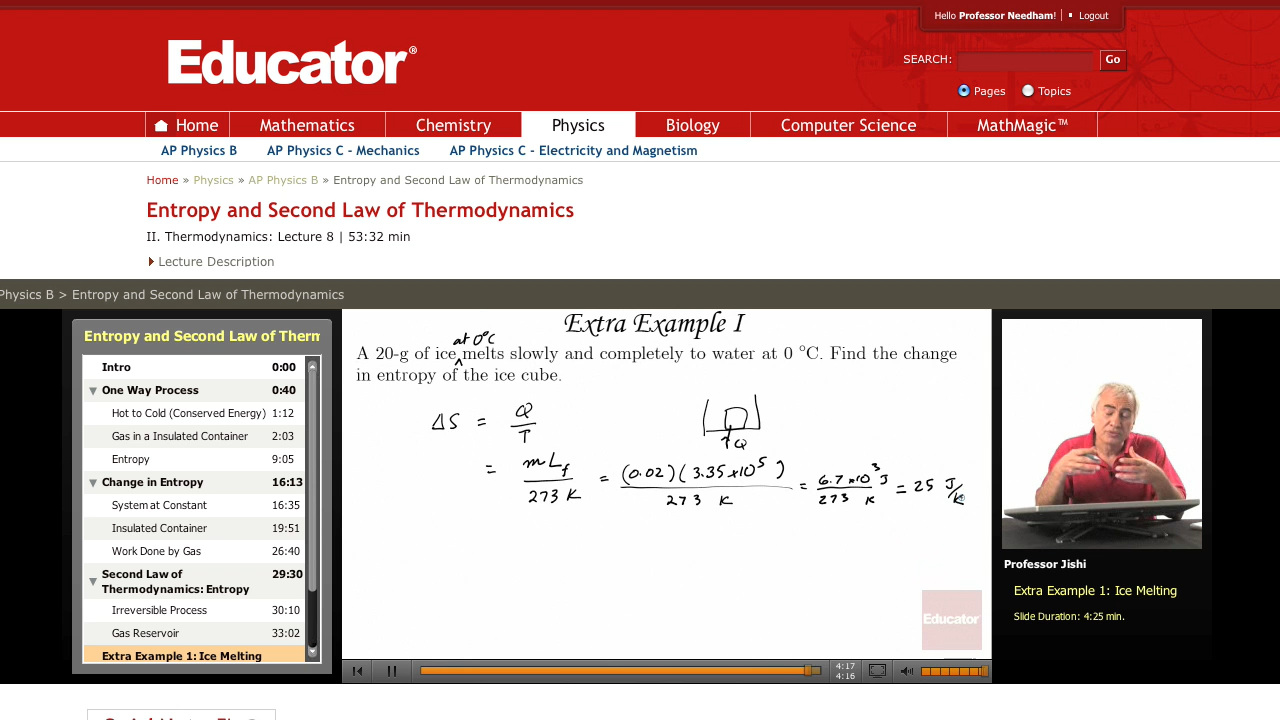 Hello Professor Needham! | Logout
Educator®
SEARCH: Go
Pages Topics
Home Mathematics Chemistry Physics Biology Computer Science MathMagic™
AP Physics B AP Physics C - Mechanics AP Physics C - Electricity and Magnetism
Home » Physics » AP Physics B » Entropy and Second Law of Thermodynamics
Entropy and Second Law of Thermodynamics
II. Thermodynamics: Lecture 8 | 53:32 min
Lecture Description
Physics B > Entropy and Second Law of Thermodynamics
Entropy and Second Law of Therm
Intro 0:00
One Way Process 0:40
Hot to Cold (Conserved Energy) 1:12
Gas in a Insulated Container 2:03
Entropy 9:05
Change in Entropy 16:13
System at Constant 16:35
Insulated Container 19:51
Work Done by Gas 26:40
Second Law of 29:30
Thermodynamics: Entropy
Irreversible Process 30:10
Gas Reservoir 33:02
Extra Example 1: Ice Melting
Extra Example I
at 0°C
A 20-g of ice ^ melts slowly and completely to water at 0 °C. Find the change
in entropy of the ice cube.
ΔS = Q/T
Q
= mL_f / 273 K = (0.02)(3.35×10^5) / 273 K = 6.7×10^3 J / 273 K = 25 J/K
Educator
4:17
4:16
Professor Jishi
Extra Example 1: Ice Melting
Slide Duration: 4:25 min.